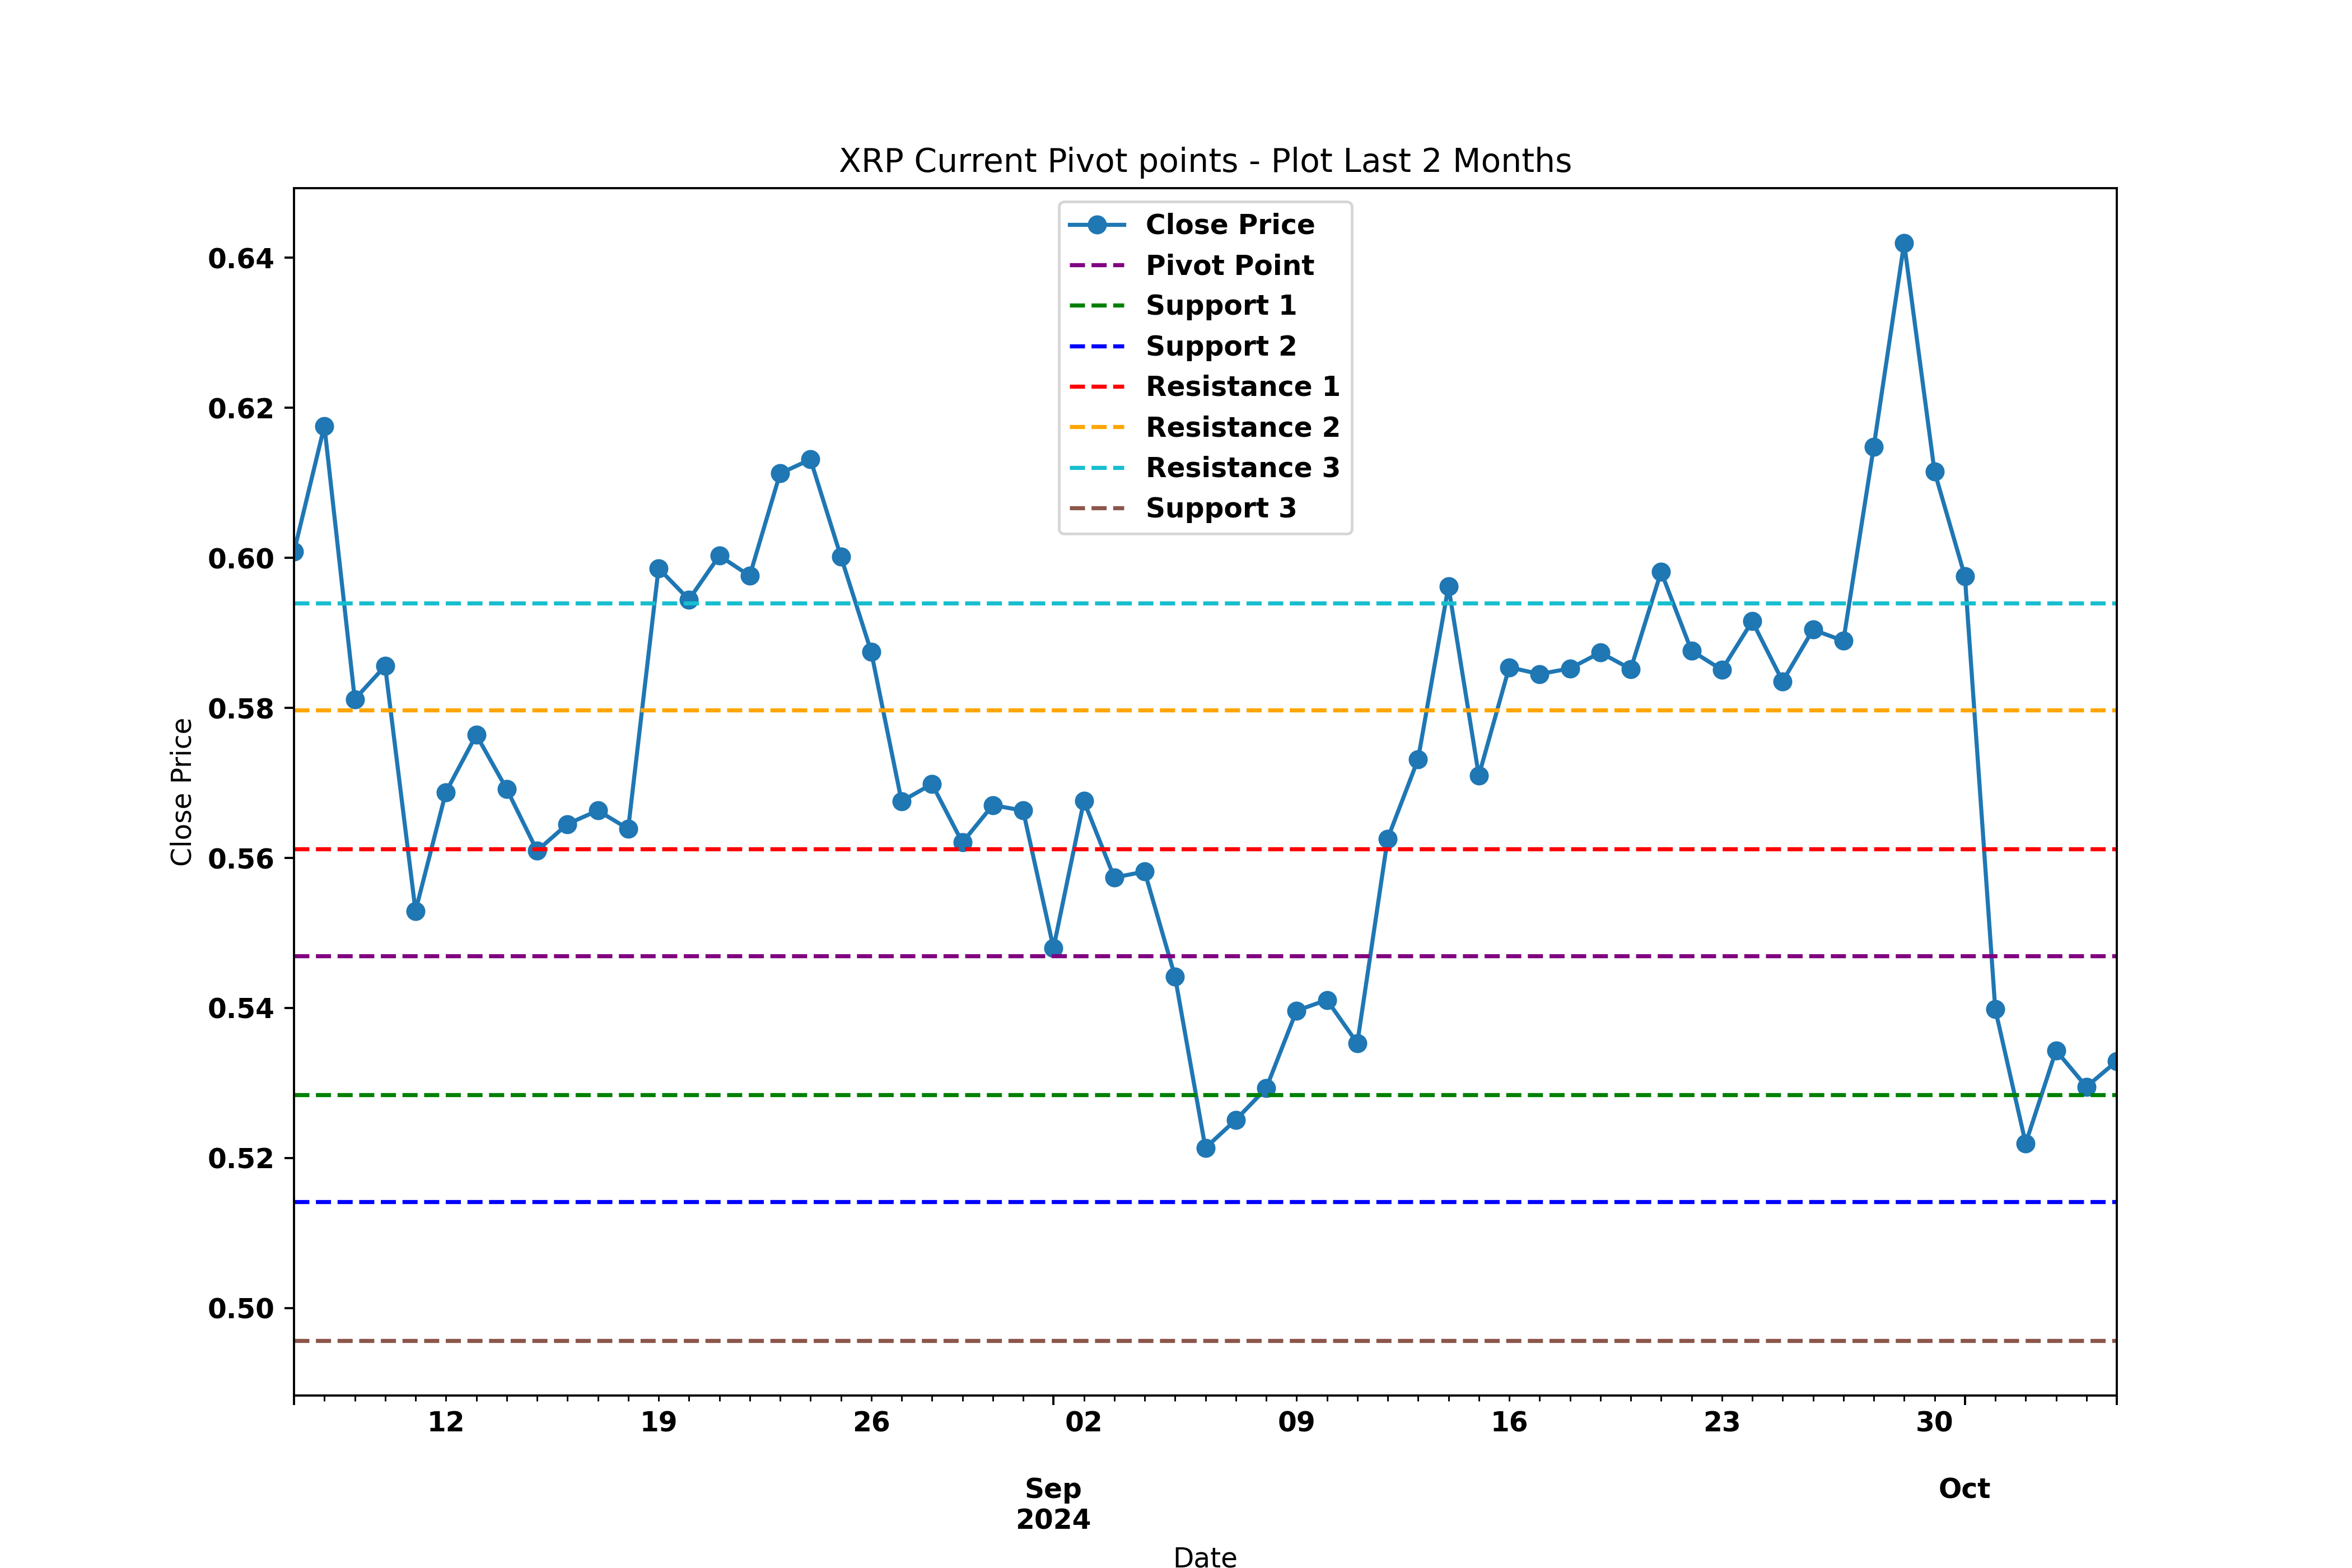 XRP Current Pivot points - Plot Last 2 Months
Close Price
Pivot Point
Support 1
Support 2
Resistance 1
Resistance 2
Resistance 3
Support 3
0.64
0.62
0.60
0.58
0.56
0.54
0.52
0.50
Close Price
12 19 26 02 09 16 23 30
Sep Oct
2024
Date